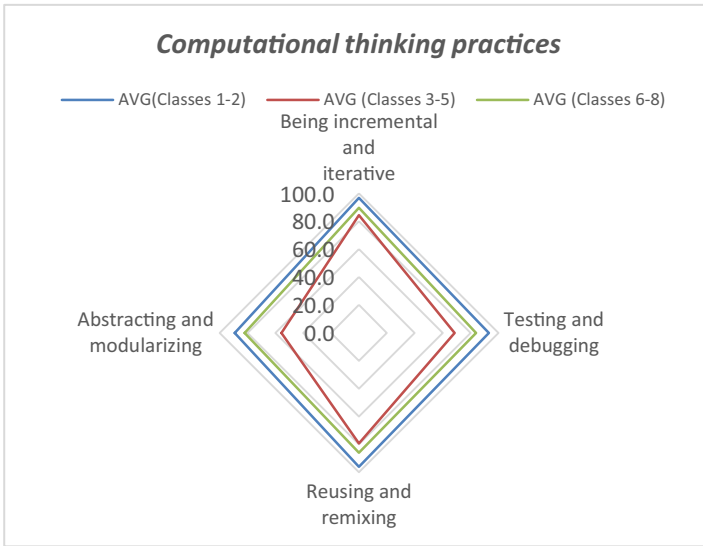 Computational thinking practices
AVG(Classes 1-2) AVG (Classes 3-5) AVG (Classes 6-8)
Being incremental
and
iterative
100.0
80.0
60.0
40.0
20.0
0.0
Abstracting and
modularizing
Testing and
debugging
Reusing and
remixing